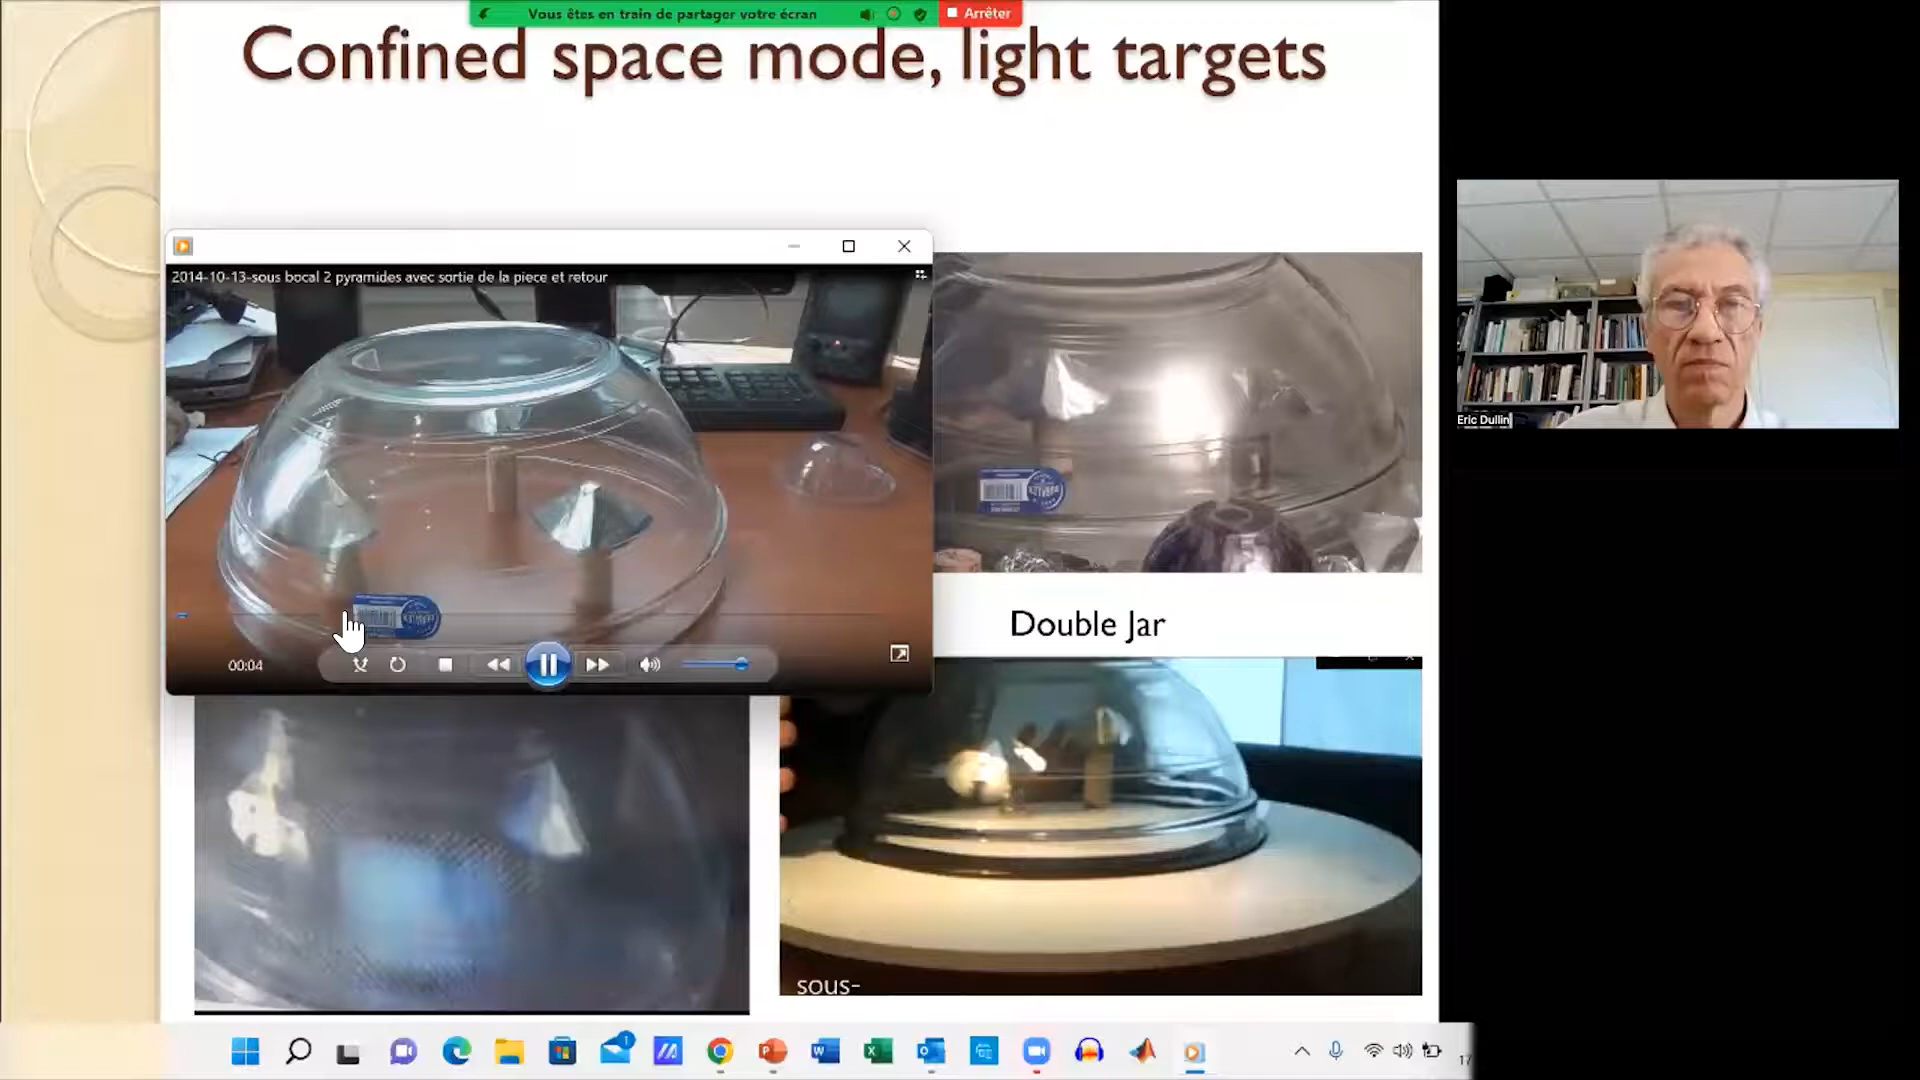 Vous êtes en train de partager votre écran
Arrêter
Confined space mode, light targets
2014-10-13-sous bocal 2 pyramides avec sortie de la piece et retour
Eric Dullin
Double Jar
00:04
sous-
17